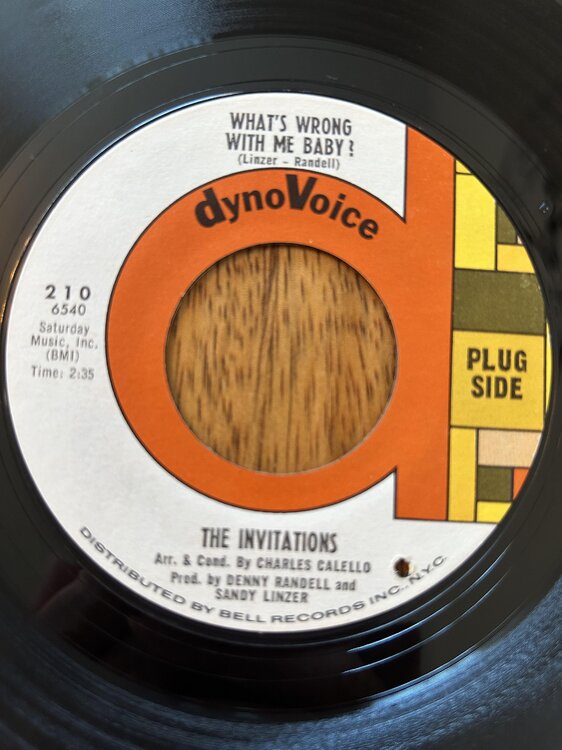 WHAT'S WRONG
WITH ME BABY?
(Linzer - Randell)
dynoVoice
210
6540
Saturday
Music, Inc.
(BMI)
Time: 2:35
PLUG
SIDE
THE INVITATIONS
Arr. & Cond. By CHARLES CALELLO
Prod. by DENNY RANDELL and
SANDY LINZER
DISTRIBUTED BY BELL RECORDS INC., N.Y.C.